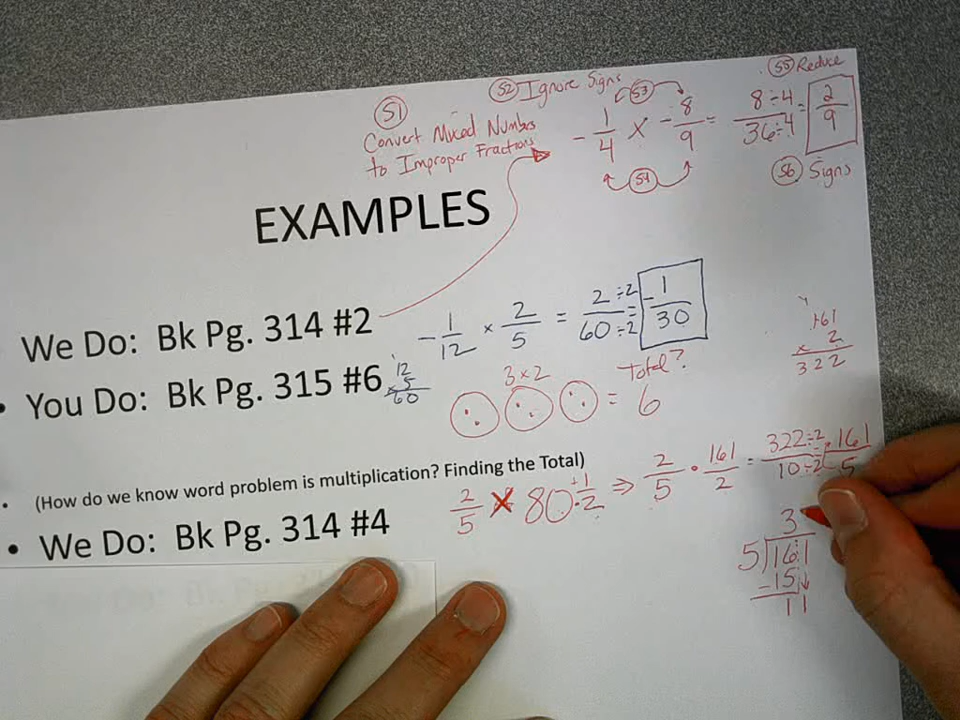 S1
Convert Mixed Numbers
to Improper Fractions
S2 Ignore Signs
S3
- 1/4 x - 8/9 = 8÷4/36÷4 = 2/9
S4
S5 Reduce
S6 Signs
EXAMPLES
We Do: Bk Pg. 314 #2
- 1/12 x 2/5 = 2÷2/60÷2 = - 1/30
• You Do: Bk Pg. 315 #6
12
x 5
60
3 x 2
Total?
= 6
161
x 2
322
• (How do we know word problem is multiplication? Finding the Total)
• We Do: Bk Pg. 314 #4
2/5 x 80 1/2 ⇒ 2/5 · 161/2 = 322÷2/10÷2 = 161/5
3
5)161
-15↓
11